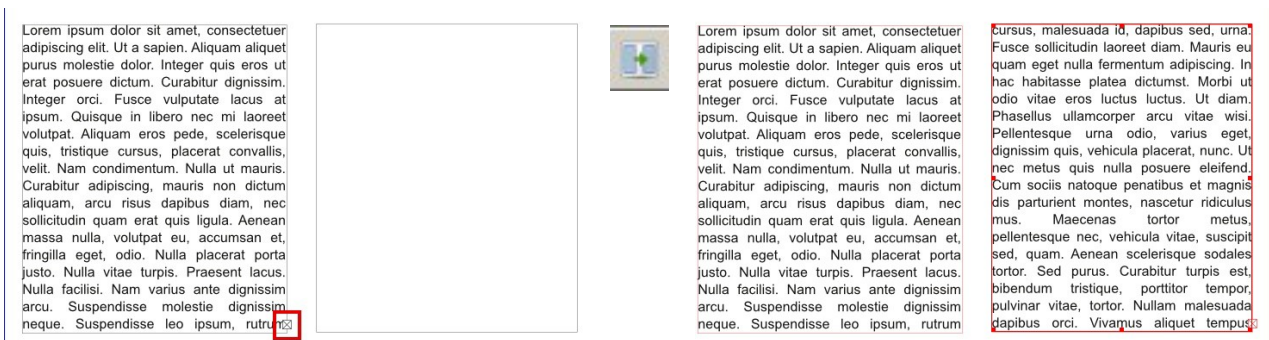 Lorem ipsum dolor sit amet, consectetuer
adipiscing elit. Ut a sapien. Aliquam aliquet
purus molestie dolor. Integer quis eros ut
erat posuere dictum. Curabitur dignissim.
Integer orci. Fusce vulputate lacus at
ipsum. Quisque in libero nec mi laoreet
volutpat. Aliquam eros pede, scelerisque
quis, tristique cursus, placerat convallis,
velit. Nam condimentum. Nulla ut mauris.
Curabitur adipiscing, mauris non dictum
aliquam, arcu risus dapibus diam, nec
sollicitudin quam erat quis ligula. Aenean
massa nulla, volutpat eu, accumsan et,
fringilla eget, odio. Nulla placerat porta
justo. Nulla vitae turpis. Praesent lacus.
Nulla facilisi. Nam varius ante dignissim
arcu. Suspendisse molestie dignissim
neque. Suspendisse leo ipsum, rutrum
Lorem ipsum dolor sit amet, consectetuer
adipiscing elit. Ut a sapien. Aliquam aliquet
purus molestie dolor. Integer quis eros ut
erat posuere dictum. Curabitur dignissim.
Integer orci. Fusce vulputate lacus at
ipsum. Quisque in libero nec mi laoreet
volutpat. Aliquam eros pede, scelerisque
quis, tristique cursus, placerat convallis,
velit. Nam condimentum. Nulla ut mauris.
Curabitur adipiscing, mauris non dictum
aliquam, arcu risus dapibus diam, nec
sollicitudin quam erat quis ligula. Aenean
massa nulla, volutpat eu, accumsan et,
fringilla eget, odio. Nulla placerat porta
justo. Nulla vitae turpis. Praesent lacus.
Nulla facilisi. Nam varius ante dignissim
arcu. Suspendisse molestie dignissim
neque. Suspendisse leo ipsum, rutrum
cursus, malesuada id, dapibus sed, urna.
Fusce sollicitudin laoreet diam. Mauris eu
quam eget nulla fermentum adipiscing. In
hac habitasse platea dictumst. Morbi ut
odio vitae eros luctus luctus. Ut diam.
Phasellus ullamcorper arcu vitae wisi.
Pellentesque urna odio, varius eget,
dignissim quis, vehicula placerat, nunc. Ut
nec metus quis nulla posuere eleifend.
Cum sociis natoque penatibus et magnis
dis parturient montes, nascetur ridiculus
mus. Maecenas tortor metus,
pellentesque nec, vehicula vitae, suscipit
sed, quam. Aenean scelerisque sodales
tortor. Sed purus. Curabitur turpis est,
bibendum tristique, porttitor tempor,
pulvinar vitae, tortor. Nullam malesuada
dapibus orci. Vivamus aliquet tempus